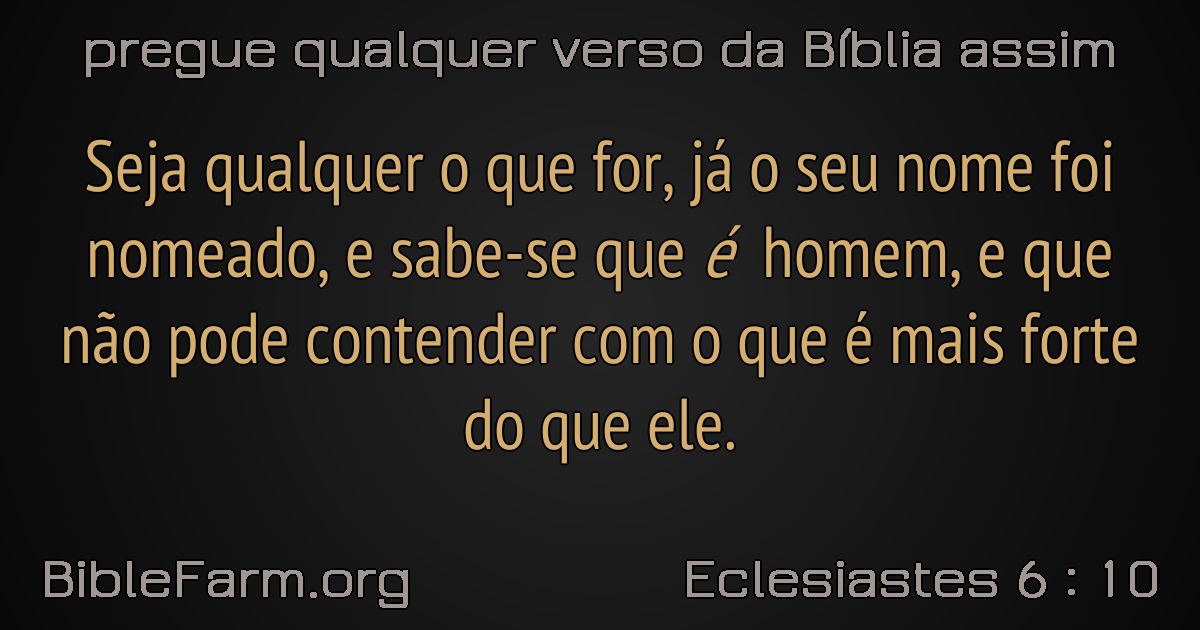 pregue qualquer verso da Bíblia assim
Seja qualquer o que for, já o seu nome foi
nomeado, e sabe-se que é homem, e que
não pode contender com o que é mais forte
do que ele.
BibleFarm.org
Eclesiastes 6 : 10